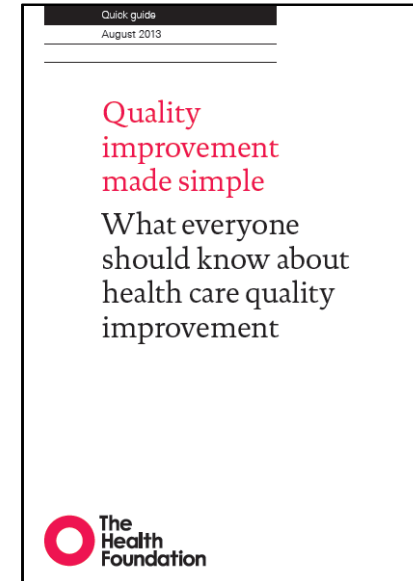 Quick guide
August 2013
Quality
improvement
made simple
What everyone
should know about
health care quality
improvement
The
Health
Foundation